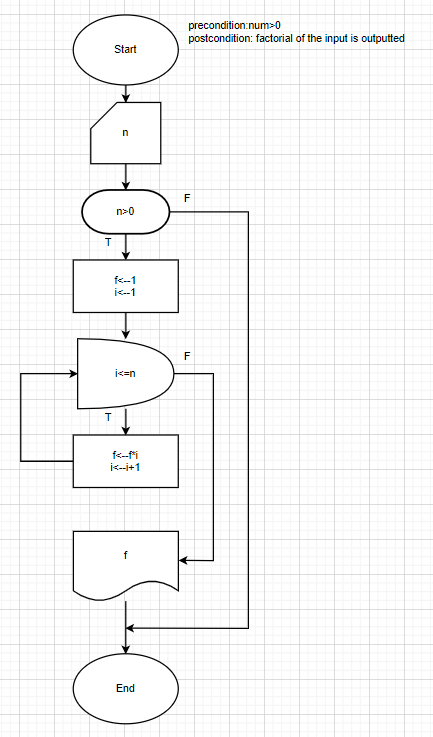 precondition:num>0
postcondition: factorial of the input is outputted
Start
n
n>0
F
T
f<--1
i<--1
i<=n
F
T
f<--f*i
i<--i+1
f
End